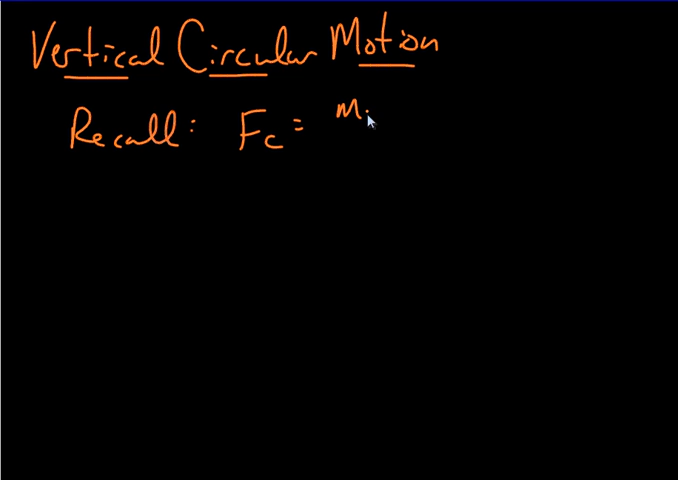 Vertical Circular Motion
Recall: Fc = m